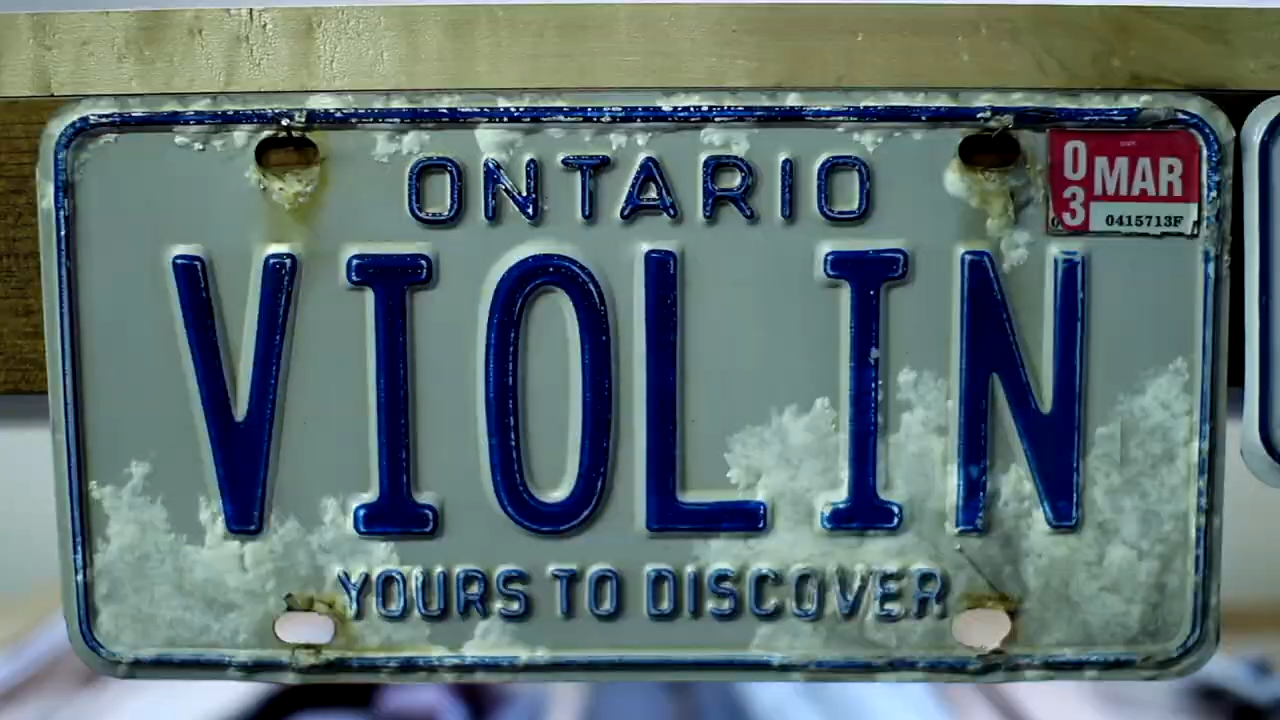 ONTARIO
03 MAR
0415713F
VIOLIN
YOURS TO DISCOVER